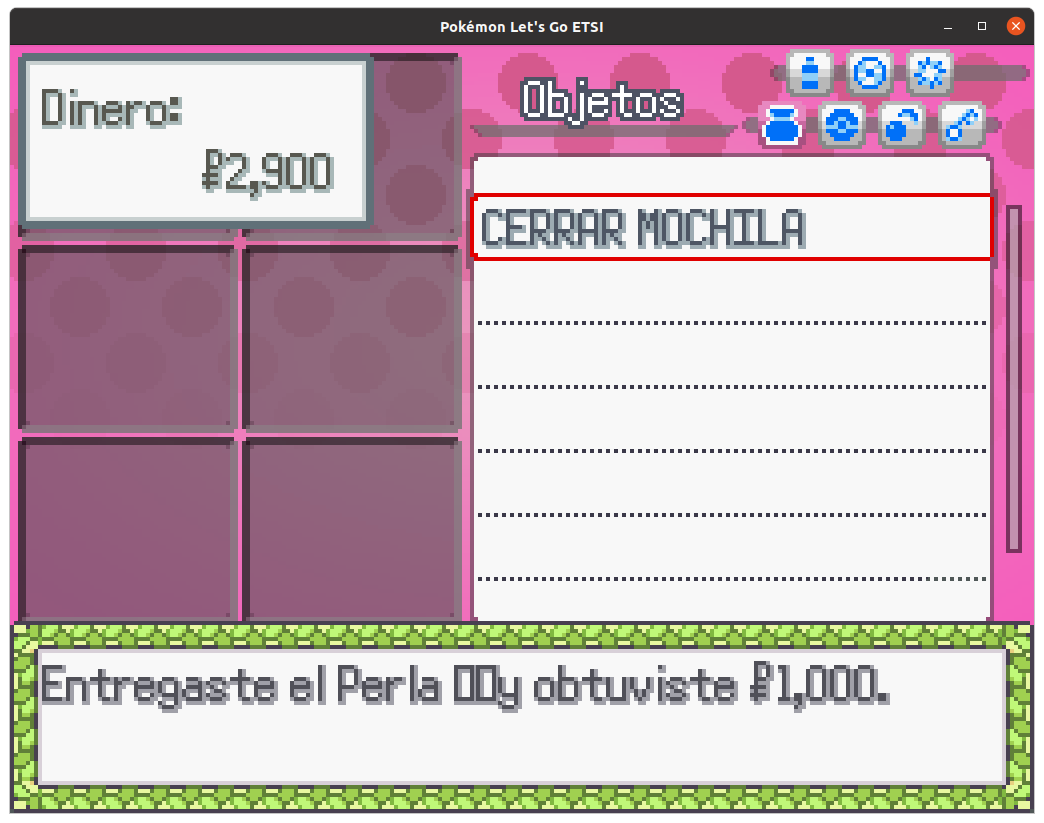 Pokémon Let's Go ETSI
Dinero:
₽2,900
Objetos
CERRAR MOCHILA
Entregaste el Perla □□y obtuviste ₽1,000.